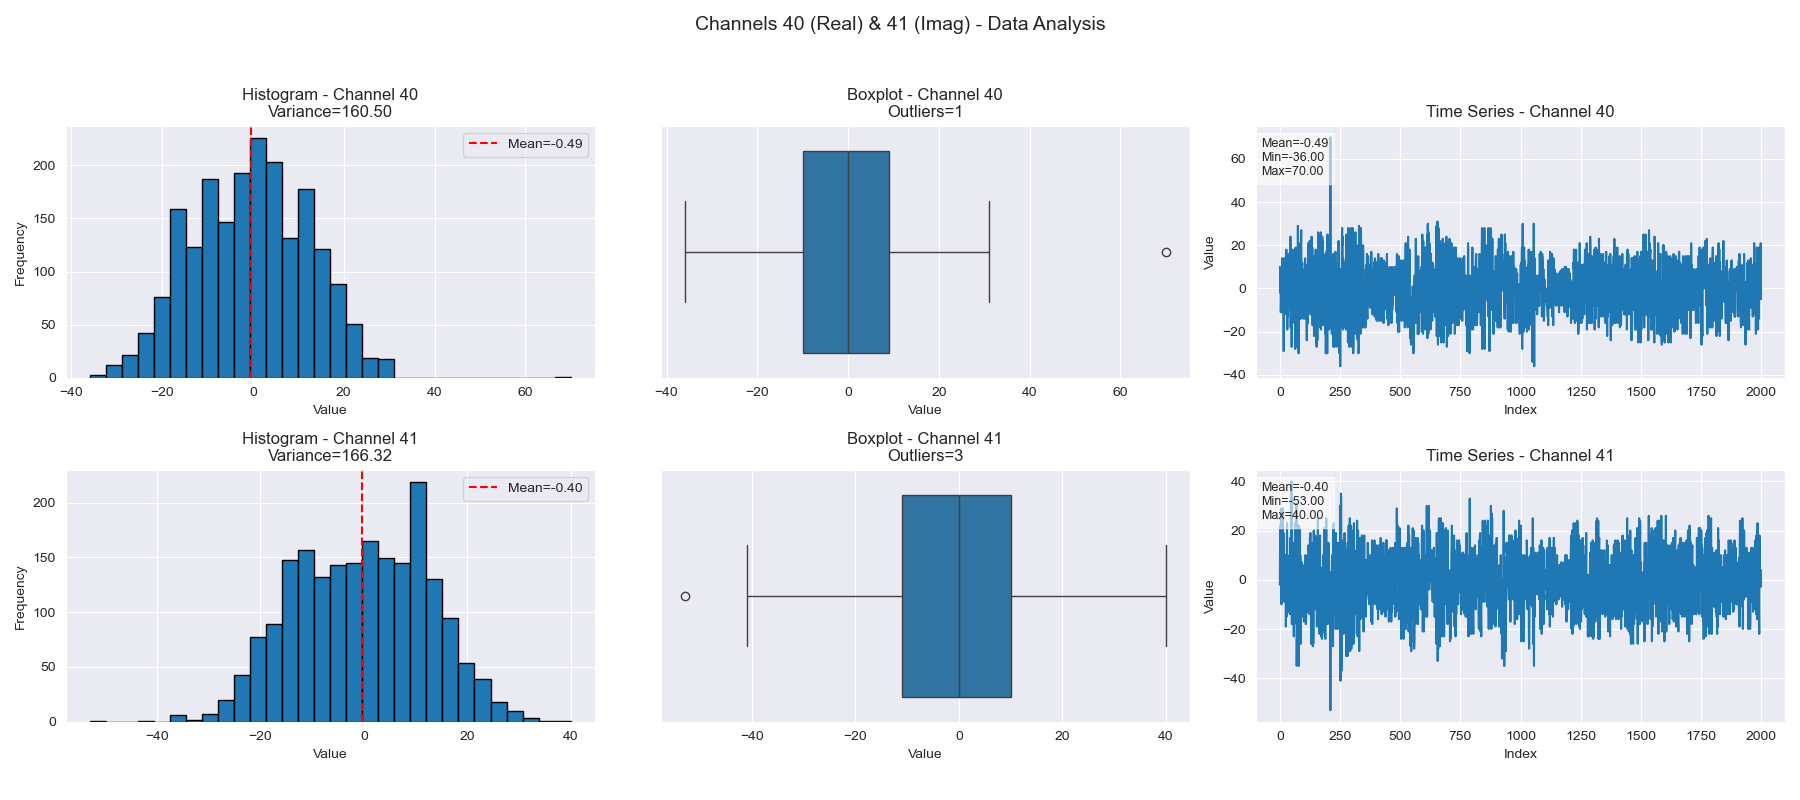 Channels 40 (Real) & 41 (Imag) - Data Analysis
Histogram - Channel 40
Variance=160.50
Mean=-0.49
Frequency
200
150
100
50
0
−40 −20 0 20 40 60
Value
Boxplot - Channel 40
Outliers=1
−40 −20 0 20 40 60
Value
Time Series - Channel 40
Mean=-0.49
Min=-36.00
Max=70.00
Value
60
40
20
0
−20
−40
0 250 500 750 1000 1250 1500 1750 2000
Index
Histogram - Channel 41
Variance=166.32
Mean=-0.40
Frequency
200
150
100
50
0
−40 −20 0 20 40
Value
Boxplot - Channel 41
Outliers=3
−40 −20 0 20 40
Value
Time Series - Channel 41
Mean=-0.40
Min=-53.00
Max=40.00
Value
40
20
0
−20
−40
0 250 500 750 1000 1250 1500 1750 2000
Index